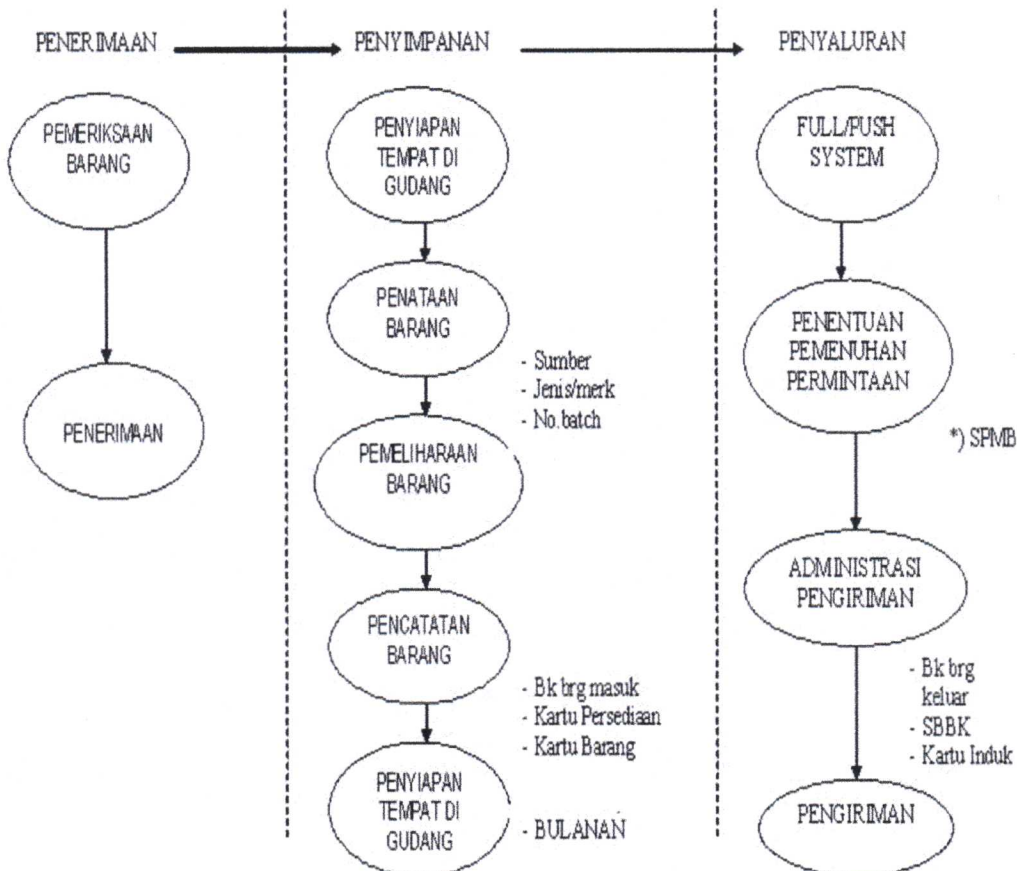 PENERIMAAN
PENYIMPANAN
PENYALURAN
PEMERIKSAAN
BARANG
PENERIMAAN
PENYIAPAN
TEMPAT DI
GUDANG
PENATAAN
BARANG
- Sumber
- Jenis/merk
- No. batch
PEMELIHARAAN
BARANG
PENCATATAN
BARANG
- Bk brg masuk
- Kartu Persediaan
- Kartu Barang
PENYIAPAN
TEMPAT DI
GUDANG
- BULANAN
FULL/PUSH
SYSTEM
PENENTUAN
PEMENUHAN
PERMINTAAN
*) SPMB
ADMINISTRASI
PENGIRIMAN
- Bk brg
keluar
- SBBK
- Kartu Induk
PENGIRIMAN